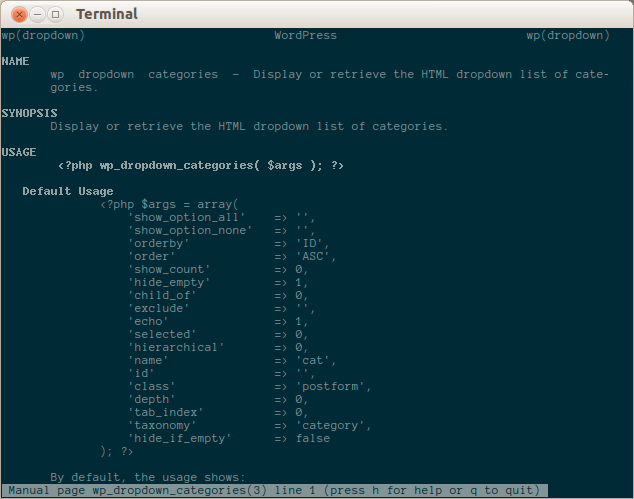 Terminal
wp(dropdown) WordPress wp(dropdown)
NAME
wp dropdown categories – Display or retrieve the HTML dropdown list of cate-
gories.
SYNOPSIS
Display or retrieve the HTML dropdown list of categories.
USAGE
<?php wp_dropdown_categories( $args ); ?>
Default Usage
<?php $args = array(
'show_option_all' => '',
'show_option_none' => '',
'orderby' => 'ID',
'order' => 'ASC',
'show_count' => 0,
'hide_empty' => 1,
'child_of' => 0,
'exclude' => '',
'echo' => 1,
'selected' => 0,
'hierarchical' => 0,
'name' => 'cat',
'id' => '',
'class' => 'postform',
'depth' => 0,
'tab_index' => 0,
'taxonomy' => 'category',
'hide_if_empty' => false
); ?>
By default, the usage shows:
Manual page wp_dropdown_categories(3) line 1 (press h for help or q to quit)